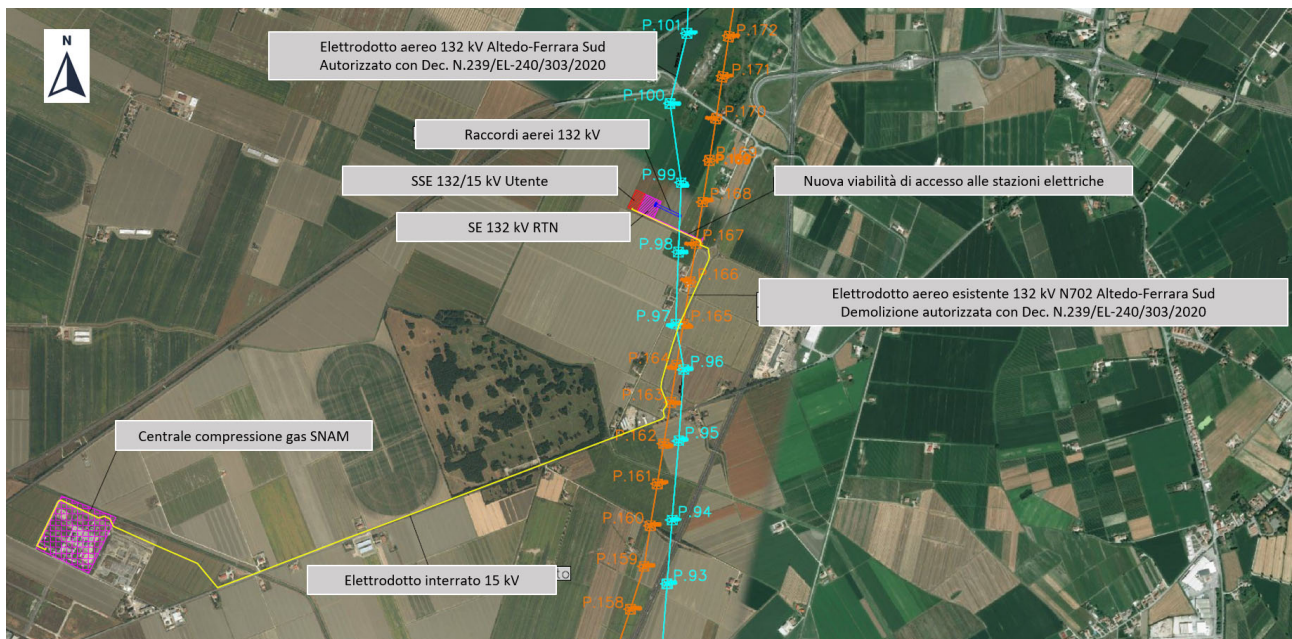 N
Elettrodotto aereo 132 kV Altedo-Ferrara Sud
Autorizzato con Dec. N.239/EL-240/303/2020
P.101
P.172
P.171
P.100
P.170
Raccordi aerei 132 kV
SSE 132/15 kV Utente
P.99
P.168
Nuova viabilità di accesso alle stazioni elettriche
SE 132 kV RTN
P.98
P.167
P.166
Elettrodotto aereo esistente 132 kV N702 Altedo-Ferrara Sud
Demolizione autorizzata con Dec. N.239/EL-240/303/2020
P.97
P.165
P.164
P.96
P.163
Centrale compressione gas SNAM
P.162
P.95
P.161
P.160
P.94
P.159
Elettrodotto interrato 15 kV
P.93
P.158